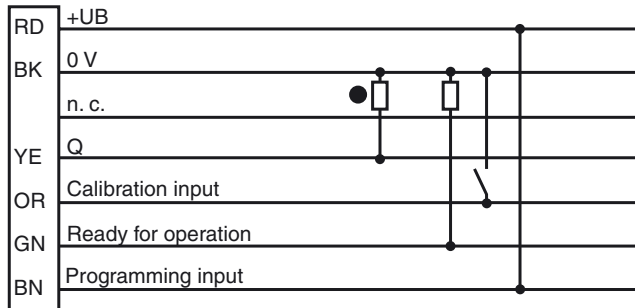 RD +UB
BK 0 V
n. c.
YE Q
OR Calibration input
GN Ready for operation
BN Programming input